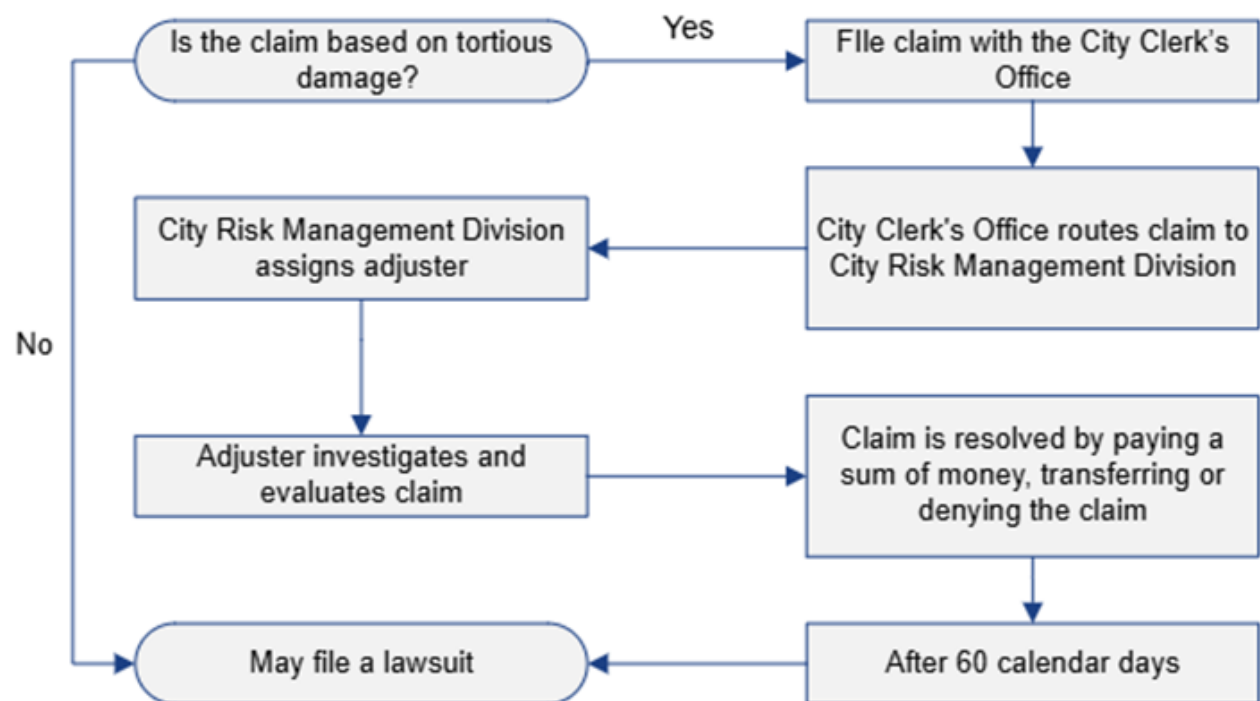 Is the claim based on tortious
damage?
Yes
FIle claim with the City Clerk's
Office
City Clerk's Office routes claim to
City Risk Management Division
City Risk Management Division
assigns adjuster
No
Adjuster investigates and
evaluates claim
Claim is resolved by paying a
sum of money, transferring or
denying the claim
After 60 calendar days
May file a lawsuit